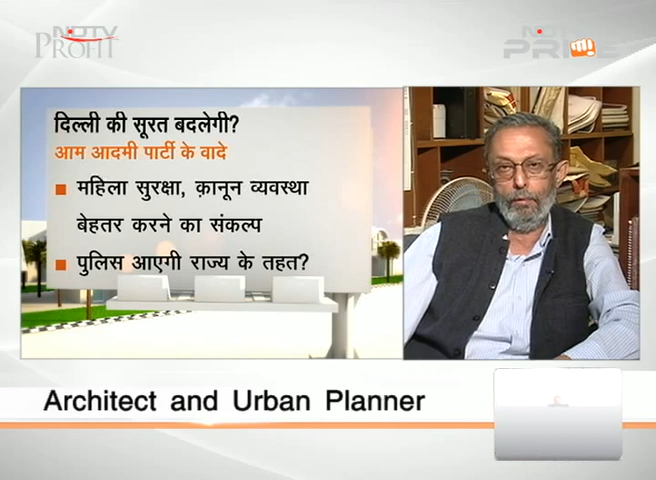 NDTV
PROFIT
NDTV
PRIME
दिल्ली की सूरत बदलेगी?
आम आदमी पार्टी के वादे
महिला सुरक्षा, क़ानून व्यवस्था
बेहतर करने का संकल्प
पुलिस आएगी राज्य के तहत?
Architect and Urban Planner